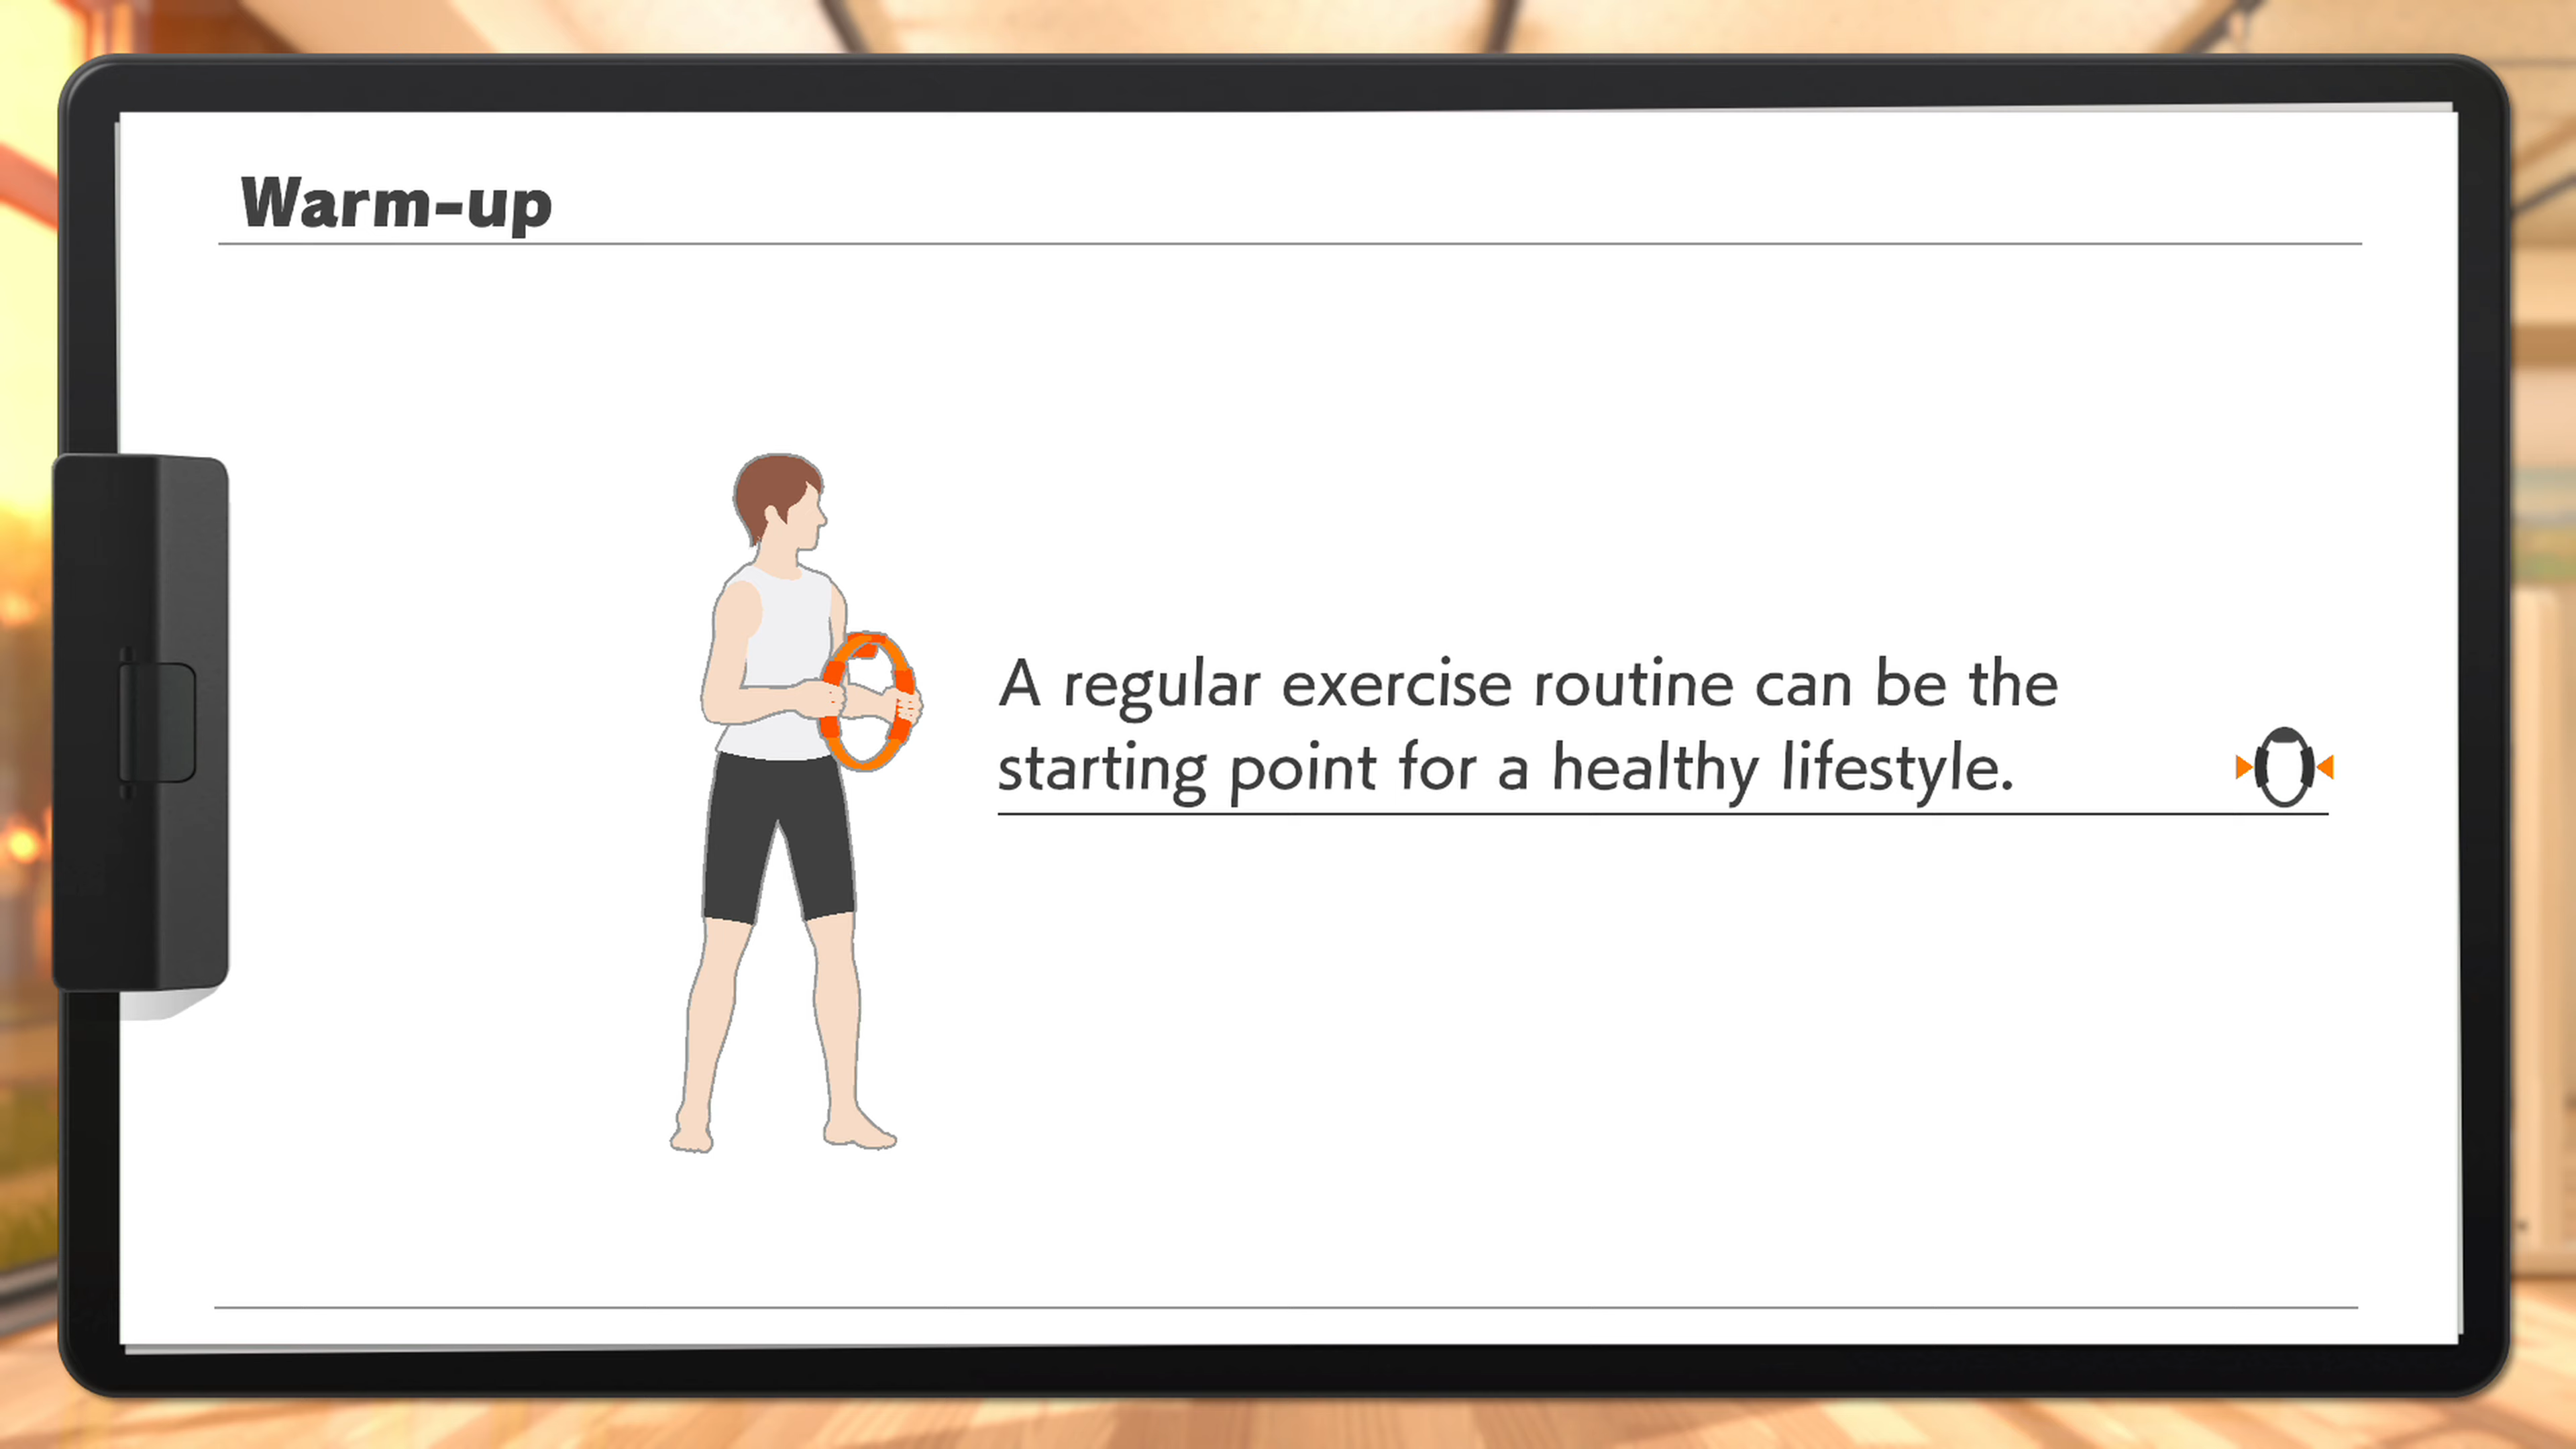 Warm-up
A regular exercise routine can be the
starting point for a healthy lifestyle.